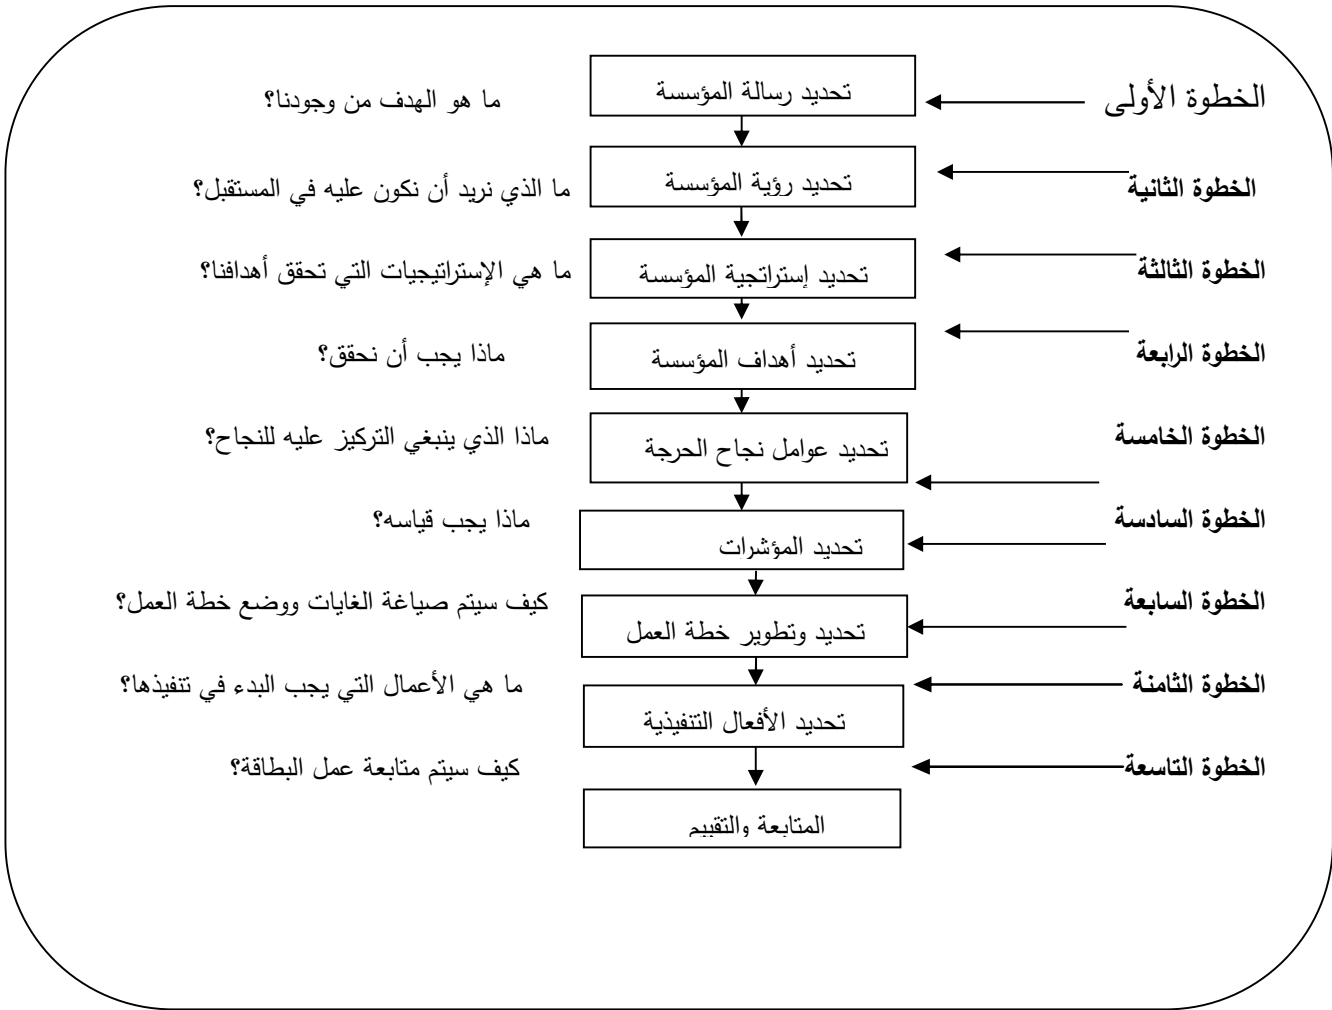 الخطوة الأولى
تحديد رسالة المؤسسة
ما هو الهدف من وجودنا؟
الخطوة الثانية
تحديد رؤية المؤسسة
ما الذي نريد أن نكون عليه في المستقبل؟
الخطوة الثالثة
تحديد إستراتجية المؤسسة
ما هي الإستراتيجيات التي تحقق أهدافنا؟
الخطوة الرابعة
تحديد أهداف المؤسسة
ماذا يجب أن نحقق؟
الخطوة الخامسة
تحديد عوامل نجاح الحرجة
ماذا الذي ينبغي التركيز عليه للنجاح؟
الخطوة السادسة
تحديد المؤشرات
ماذا يجب قياسه؟
الخطوة السابعة
تحديد وتطوير خطة العمل
كيف سيتم صياغة الغايات ووضع خطة العمل؟
الخطوة الثامنة
تحديد الأفعال التنفيذية
ما هي الأعمال التي يجب البدء في تنفيذها؟
الخطوة التاسعة
المتابعة والتقييم
كيف سيتم متابعة عمل البطاقة؟